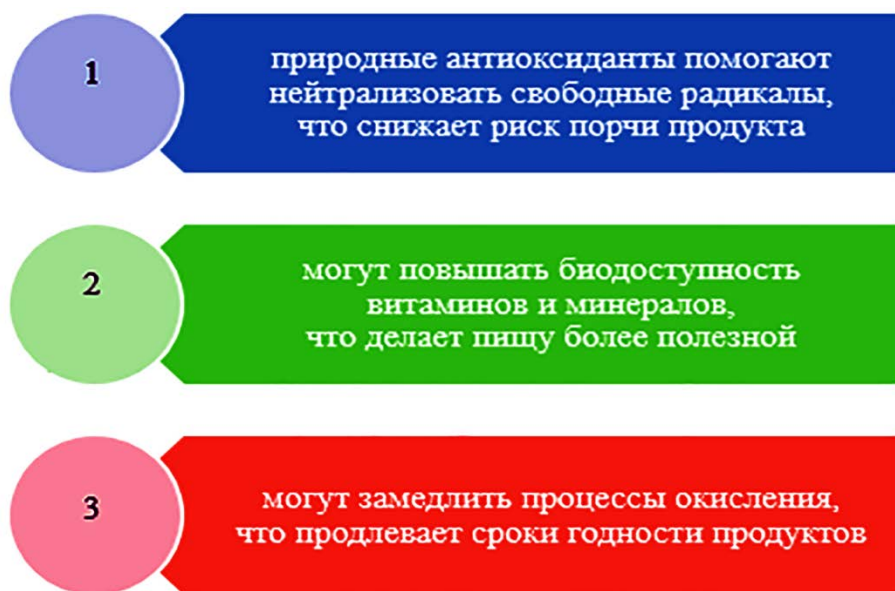 1
природные антиоксиданты помогают
нейтрализовать свободные радикалы,
что снижает риск порчи продукта
2
могут повышать биодоступность
витаминов и минералов,
что делает пищу более полезной
3
могут замедлить процессы окисления,
что продлевает сроки годности продуктов